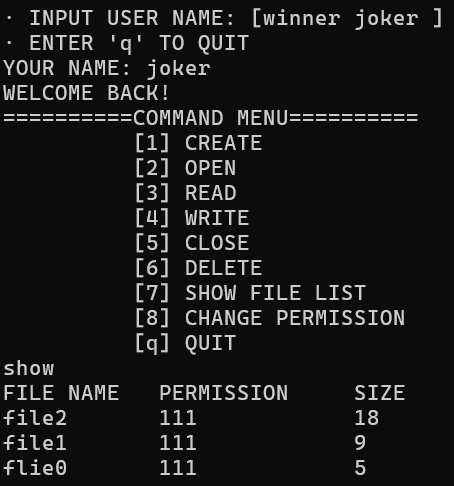 · INPUT USER NAME: [winner joker ]
· ENTER 'q' TO QUIT
YOUR NAME: joker
WELCOME BACK!
==========COMMAND MENU==========
[1] CREATE
[2] OPEN
[3] READ
[4] WRITE
[5] CLOSE
[6] DELETE
[7] SHOW FILE LIST
[8] CHANGE PERMISSION
[q] QUIT
show
FILE NAME PERMISSION SIZE
file2 111 18
file1 111 9
flie0 111 5